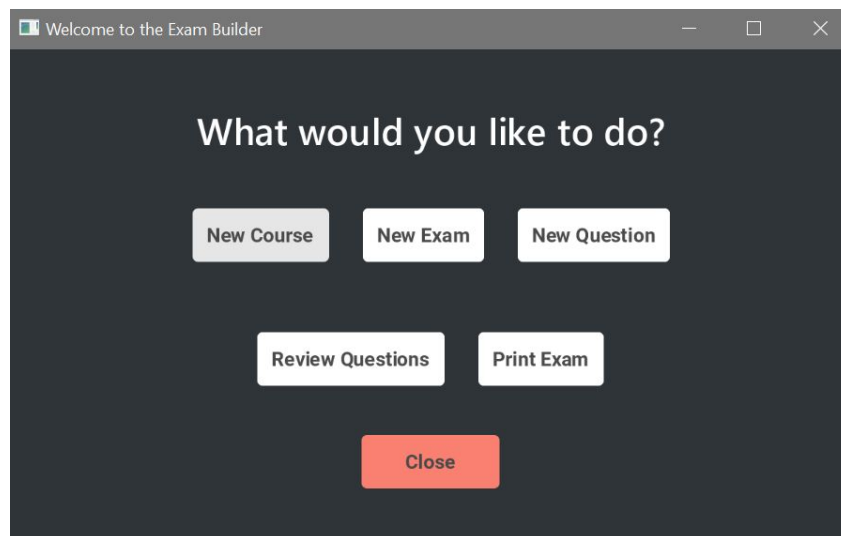 Welcome to the Exam Builder
What would you like to do?
New Course New Exam New Question
Review Questions Print Exam
Close